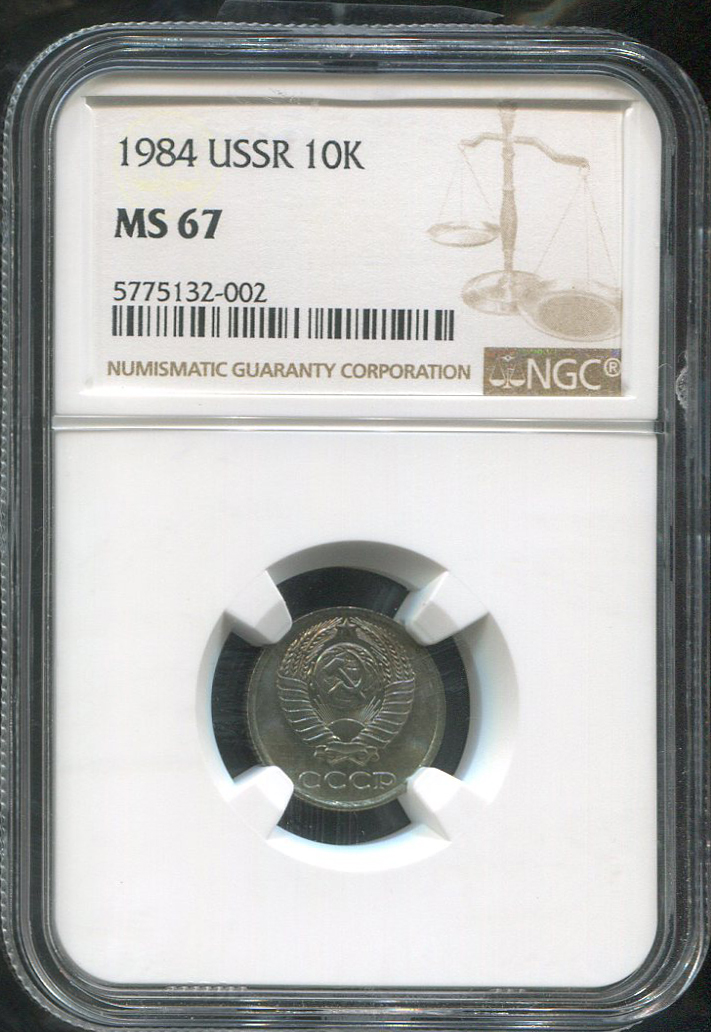 1984 USSR 10K
MS 67
5775132-002
NUMISMATIC GUARANTY CORPORATION
NGC®
СССР